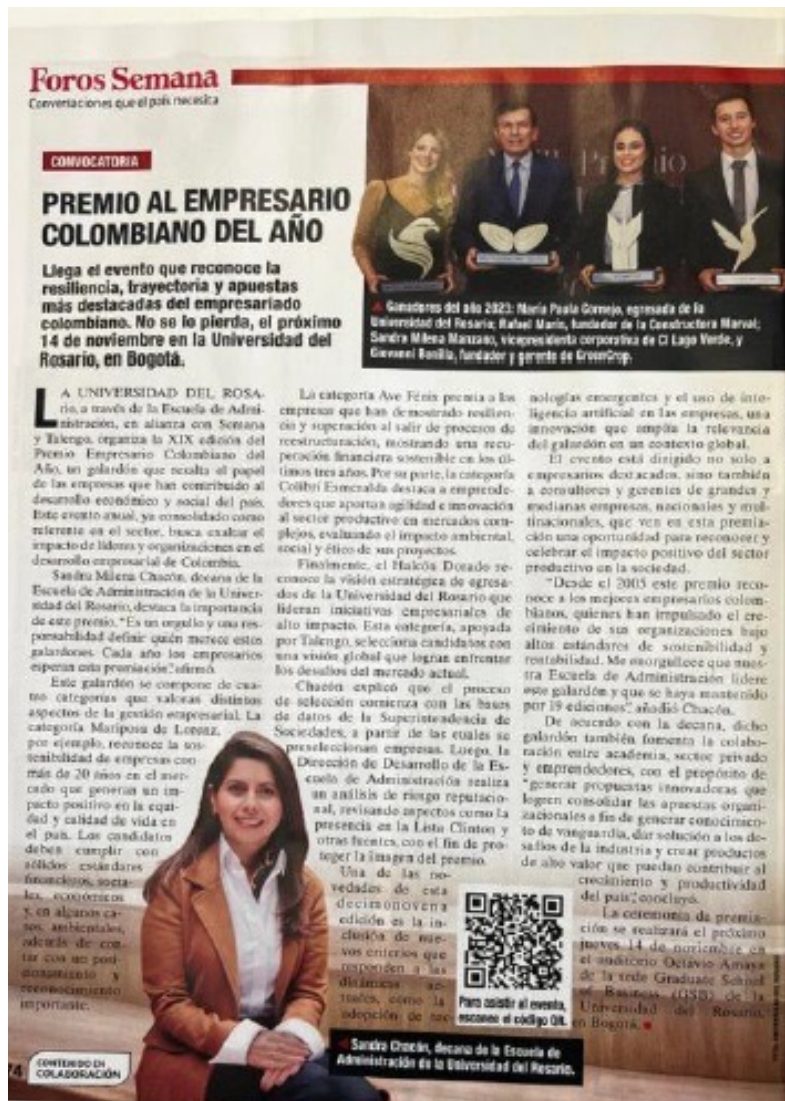 Foros Semana
Conversaciones que el país necesita
CONVOCATORIA
PREMIO AL EMPRESARIO
COLOMBIANO DEL AÑO
Llega el evento que reconoce la
resiliencia, trayectoria y apuestas
más destacadas del empresariado
colombiano. No se lo pierda, el próximo
14 de noviembre en la Universidad del
Rosario, en Bogotá.
Ganadores del año 2023: María Paula Cornejo, egresada de la
Universidad del Rosario; Rafael Marín, fundador de la Constructora Marval;
Sandra Milena Manzano, vicepresidenta corporativa de CI Lago Verde, y
Giovanni Bonilla, fundador y gerente de GreenCrop.
LA UNIVERSIDAD DEL ROSA-
rio, a través de la Escuela de Admi-
nistración, en alianza con Semana
y Talengo, organiza la XIX edición del
Premio Empresario Colombiano del
Año, un galardón que resalta el papel
de las empresas que han contribuido al
desarrollo económico y social del país.
Este evento anual, ya consolidado como
referente en el sector, busca exaltar el
impacto de líderes y organizaciones en el
desarrollo empresarial de Colombia.
Sandra Milena Chacón, decana de la
Escuela de Administración de la Univer-
sidad del Rosario, destaca la importancia
de este premio. “Es un orgullo y una res-
ponsabilidad definir quién merece estos
galardones. Cada año los empresarios
esperan esta premiación”, afirmó.
Este galardón se compone de cua-
tro categorías que valoran distintos
aspectos de la gestión empresarial. La
categoría Mariposa de Lorenz,
por ejemplo, reconoce la sos-
tenibilidad de empresas con
más de 20 años en el mer-
cado que generan un im-
pacto positivo en la equi-
dad y calidad de vida en
el país. Los candidatos
deben cumplir con
sólidos estándares
financieros, socia-
les, económicos
y, en algunos ca-
sos, ambientales,
además de con-
tar con un posi-
cionamiento y
reconocimiento
importante.
La categoría Ave Fénix premia a las
empresas que han demostrado resilien-
cia y superación al salir de procesos de
reestructuración, mostrando una recu-
peración financiera sostenible en los úl-
timos tres años. Por su parte, la categoría
Colibrí Esmeralda destaca a emprende-
dores que aportan agilidad e innovación
al sector productivo en mercados com-
plejos, evaluando el impacto ambiental,
social y ético de sus proyectos.
Finalmente, el Halcón Dorado re-
conoce la visión estratégica de egresa-
dos de la Universidad del Rosario que
lideran iniciativas empresariales de
alto impacto. Esta categoría, apoyada
por Talengo, selecciona candidatos con
una visión global que logran enfrentar
los desafíos del mercado actual.
Chacón explicó que el proceso
de selección comienza con las bases
de datos de la Superintendencia de
Sociedades, a partir de las cuales se
preseleccionan empresas. Luego, la
Dirección de Desarrollo de la Es-
cuela de Administración realiza
un análisis de riesgo reputacio-
nal, revisando aspectos como la
presencia en la Lista Clinton y
otras fuentes, con el fin de pro-
teger la imagen del premio.
Una de las no-
vedades de esta
decimonovena
edición es la in-
clusión de nue-
vos criterios que
responden a las
dinámicas ac-
tuales, como la
adopción de tec-
nologías emergentes y el uso de inte-
ligencia artificial en las empresas, una
innovación que amplía la relevancia
del galardón en un contexto global.
El evento está dirigido no solo a
empresarios destacados, sino también
a consultores y gerentes de grandes y
medianas empresas, nacionales y mul-
tinacionales, que ven en esta premia-
ción una oportunidad para reconocer y
celebrar el impacto positivo del sector
productivo en la sociedad.
“Desde el 2005 este premio reco-
noce a los mejores empresarios colom-
bianos, quienes han impulsado el cre-
cimiento de sus organizaciones bajo
altos estándares de sostenibilidad y
rentabilidad. Me enorgullece que nues-
tra Escuela de Administración lidere
este galardón y que se haya mantenido
por 19 ediciones”, añadió Chacón.
De acuerdo con la decana, dicho
galardón también fomenta la colabo-
ración entre academia, sector privado
y emprendedores, con el propósito de
“generar propuestas innovadoras que
logren consolidar las apuestas organi-
zacionales a fin de generar conocimien-
to de vanguardia, dar solución a los de-
safíos de la industria y crear productos
de alto valor que puedan contribuir al
crecimiento y productividad
del país”, concluyó.
La ceremonia de premia-
ción se realizará el próximo
jueves 14 de noviembre en
el auditorio Octavio Amaya
de la sede Graduate School
of Business (GSB) de la
Universidad del Rosario,
en Bogotá.
Para asistir al evento,
escanee el código QR.
Sandra Chacón, decana de la Escuela de
Administración de la Universidad del Rosario.
74
CONTENIDO EN
COLABORACIÓN